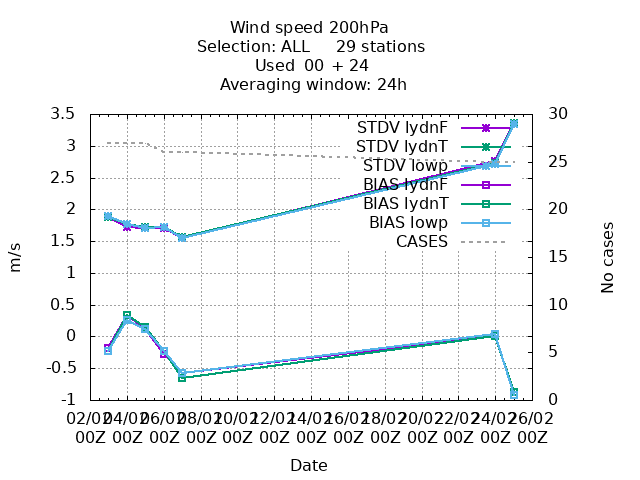 Wind speed 200hPa
Selection: ALL 29 stations
Used 00 + 24
Averaging window: 24h
3.5
3
2.5
2
1.5
1
0.5
0
-0.5
-1
m/s
30
25
20
15
10
5
0
No cases
STDV lydnF
STDV lydnT
STDV lowp
BIAS lydnF
BIAS lydnT
BIAS lowp
CASES
02/02 04/02 06/02 08/02 10/02 12/02 14/02 16/02 18/02 20/02 22/02 24/02 26/02
00Z 00Z 00Z 00Z 00Z 00Z 00Z 00Z 00Z 00Z 00Z 00Z 00Z
Date